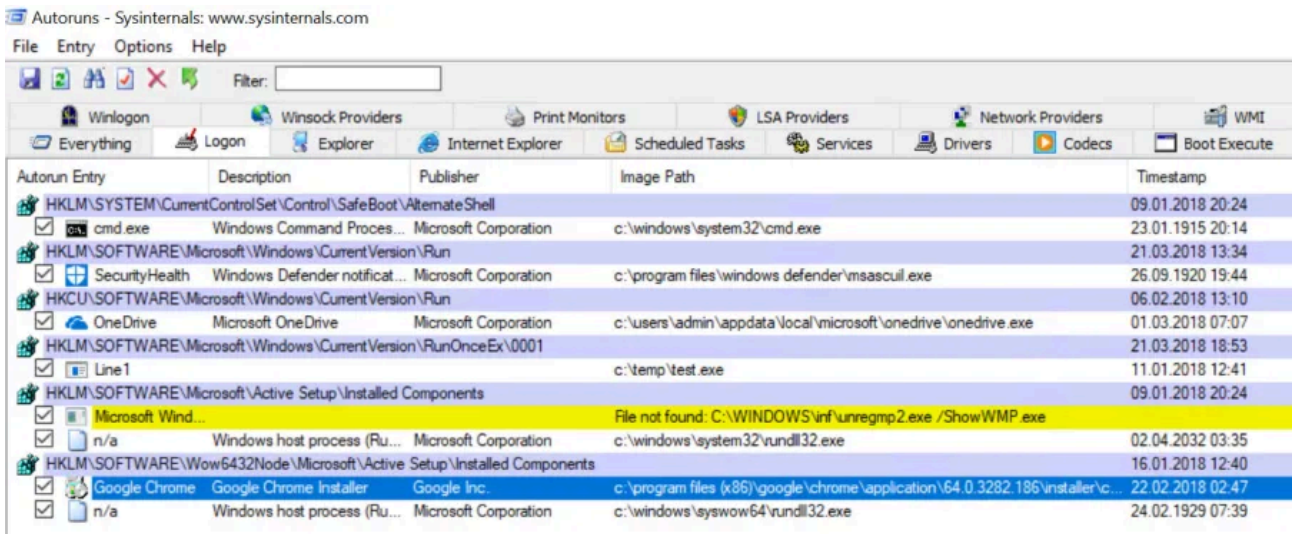 Autoruns - Sysinternals: www.sysinternals.com
File Entry Options Help
Filter:
Winlogon Winsock Providers Print Monitors LSA Providers Network Providers WMI
Everything Logon Explorer Internet Explorer Scheduled Tasks Services Drivers Codecs Boot Execute
Autorun Entry Description Publisher Image Path Timestamp
HKLM\SYSTEM\CurrentControlSet\Control\SafeBoot\AlternateShell 09.01.2018 20:24
cmd.exe Windows Command Proces... Microsoft Corporation c:\windows\system32\cmd.exe 23.01.1915 20:14
HKLM\SOFTWARE\Microsoft\Windows\CurrentVersion\Run 21.03.2018 13:34
SecurityHealth Windows Defender notificat... Microsoft Corporation c:\program files\windows defender\msascuil.exe 26.09.1920 19:44
HKCU\SOFTWARE\Microsoft\Windows\CurrentVersion\Run 06.02.2018 13:10
OneDrive Microsoft OneDrive Microsoft Corporation c:\users\admin\appdata\local\microsoft\onedrive\onedrive.exe 01.03.2018 07:07
HKLM\SOFTWARE\Microsoft\Windows\CurrentVersion\RunOnceEx\0001 21.03.2018 18:53
Line1 c:\temp\test.exe 11.01.2018 12:41
HKLM\SOFTWARE\Microsoft\Active Setup\Installed Components 09.01.2018 20:24
Microsoft Wind... File not found: C:\WINDOWS\inf\unregmp2.exe /ShowWMP.exe
n/a Windows host process (Ru... Microsoft Corporation c:\windows\system32\rundll32.exe 02.04.2032 03:35
HKLM\SOFTWARE\Wow6432Node\Microsoft\Active Setup\Installed Components 16.01.2018 12:40
Google Chrome Google Chrome Installer Google Inc. c:\program files (x86)\google\chrome\application\64.0.3282.186\installer\c... 22.02.2018 02:47
n/a Windows host process (Ru... Microsoft Corporation c:\windows\syswow64\rundll32.exe 24.02.1929 07:39